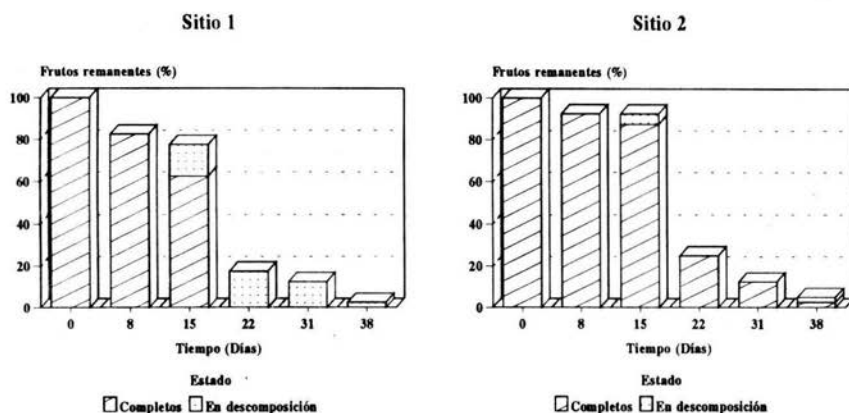 Sitio 1
Frutos remanentes (%)
100
80
60
40
20
0
0 8 15 22 31 38
Tiempo (Días)
Estado
Completos En descomposición
Sitio 2
Frutos remanentes (%)
100
80
60
40
20
0
0 8 15 22 31 38
Tiempo (Días)
Estado
Completos En descomposición